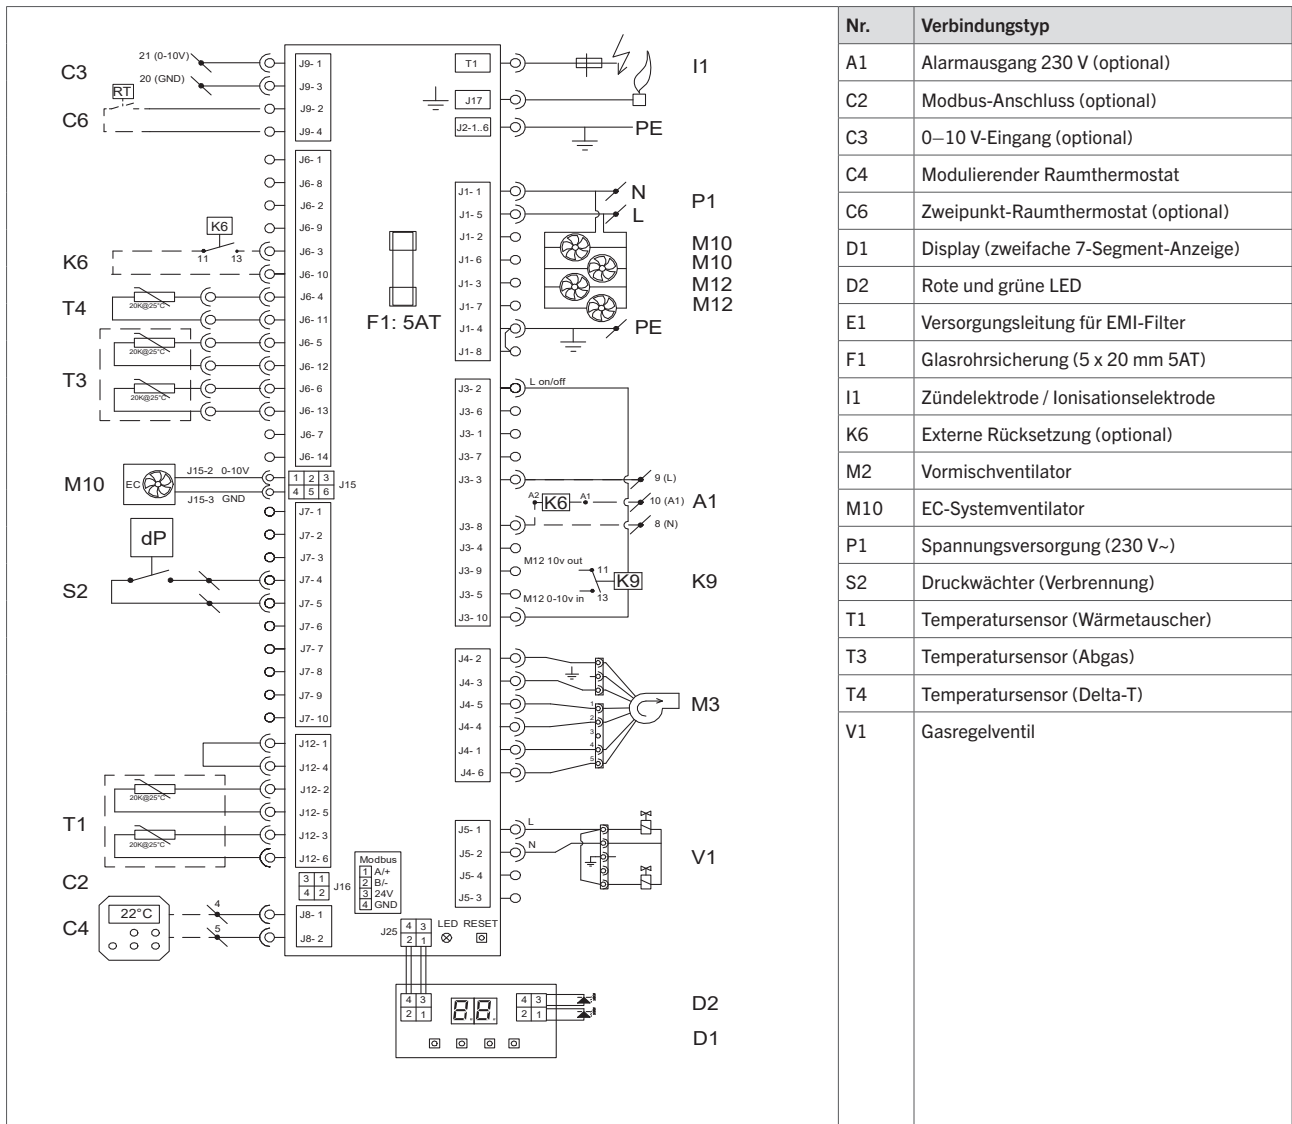 C3
21 (0-10V)
20 (GND)
RT
C6
J9- 1
J9- 3
J9- 2
J9- 4
J6- 1
J6- 8
J6- 2
J6- 9
J6- 3
J6- 10
J6- 4
J6- 11
J6- 5
J6- 12
J6- 6
J6- 13
J6- 7
J6- 14
K6
11 13
K6
T4
20K@25°C
T3
20K@25°C
20K@25°C
M10
EC
J15-2 0-10V
J15-3 GND
1 2 3
4 5 6
J15
dP
S2
J7- 1
J7- 2
J7- 3
J7- 4
J7- 5
J7- 6
J7- 7
J7- 8
J7- 9
J7- 10
J12- 1
J12- 4
J12- 2
J12- 5
J12- 3
J12- 6
T1
20K@25°C
20K@25°C
C2
3 1
4 2
J16
Modbus
1 A/+
2 B/-
3 24V
4 GND
C4
22°C
4
5
J8- 1
J8- 2
J25
4 3
2 1
LED RESET
F1: 5AT
T1
J17
J2-1..6
I1
PE
J1- 1
J1- 5
J1- 2
J1- 6
J1- 3
J1- 7
J1- 4
J1- 8
N
L
P1
M10
M10
M12
M12
PE
J3- 2
J3- 6
J3- 1
J3- 7
J3- 3
J3- 8
J3- 4
J3- 9
J3- 5
J3- 10
L on/off
9 (L)
A2 K6 A1
10 (A1)
8 (N)
A1
M12 10v out
M12 0-10v in
11
13
K9
K9
J4- 2
J4- 3
J4- 5
J4- 4
J4- 1
J4- 6
1
2
3
4
5
M3
J5- 1
J5- 2
J5- 4
J5- 3
L
N
V1
4 3
2 1
8.8.
4 3
2 1
D2
D1
Nr. Verbindungstyp
A1 Alarmausgang 230 V (optional)
C2 Modbus-Anschluss (optional)
C3 0–10 V-Eingang (optional)
C4 Modulierender Raumthermostat
C6 Zweipunkt-Raumthermostat (optional)
D1 Display (zweifache 7-Segment-Anzeige)
D2 Rote und grüne LED
E1 Versorgungsleitung für EMI-Filter
F1 Glasrohrsicherung (5 x 20 mm 5AT)
I1 Zündelektrode / Ionisationselektrode
K6 Externe Rücksetzung (optional)
M2 Vormischventilator
M10 EC-Systemventilator
P1 Spannungsversorgung (230 V~)
S2 Druckwächter (Verbrennung)
T1 Temperatursensor (Wärmetauscher)
T3 Temperatursensor (Abgas)
T4 Temperatursensor (Delta-T)
V1 Gasregelventil